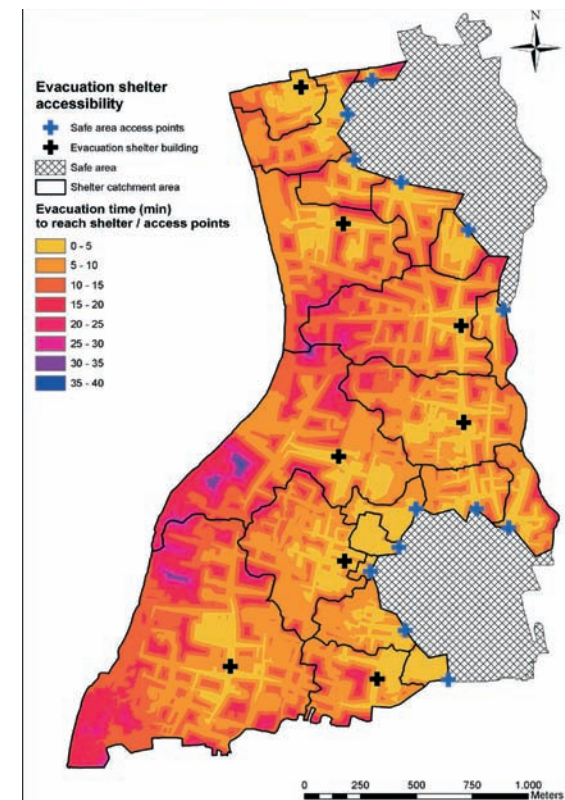 N
Evacuation shelter
accessibility
Safe area access points
Evacuation shelter building
Safe area
Shelter catchment area
Evacuation time (min)
to reach shelter / access points
0 - 5
5 - 10
10 - 15
15 - 20
20 - 25
25 - 30
30 - 35
35 - 40
0 250 500 750 1.000
Meters